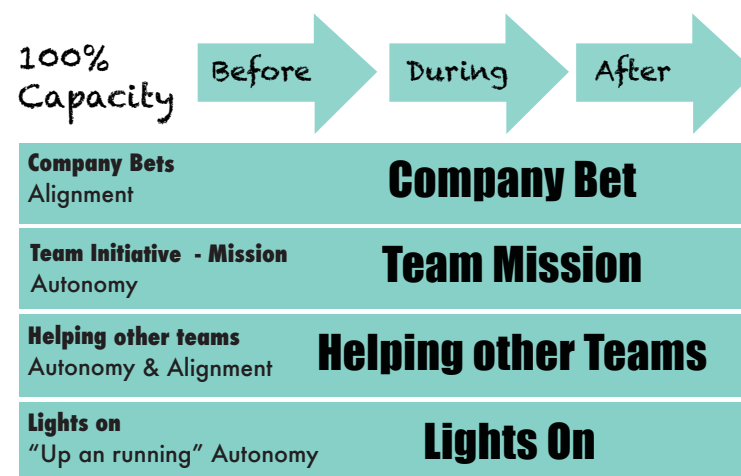 100%
Capacity
Before
During
After
Company Bets
Alignment
Company Bet
Team Initiative - Mission
Autonomy
Team Mission
Helping other teams
Autonomy & Alignment
Helping other Teams
Lights on
“Up an running” Autonomy
Lights On